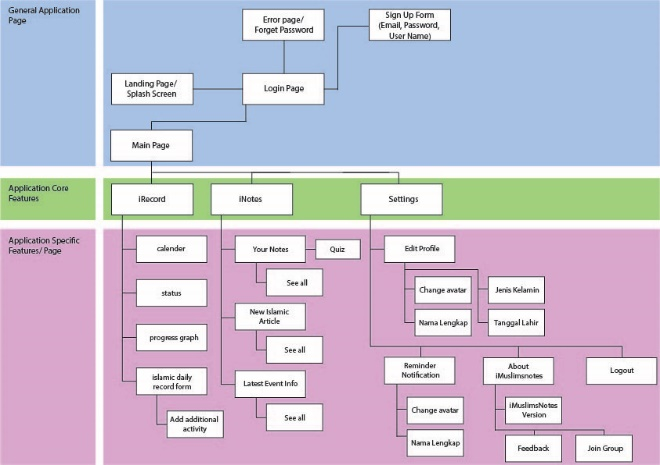 General Application
Page
Error page/
Forget Password
Sign Up Form
(Email, Password,
User Name)
Landing Page/
Splash Screen
Login Page
Main Page
Application Core
Features
iRecord
iNotes
Settings
Application Specific
Features/ Page
calender
status
progress graph
islamic daily
record form
Add additional
activity
Your Notes
Quiz
See all
New Islamic
Article
See all
Latest Event Info
See all
Edit Profile
Change avatar
Jenis Kelamin
Nama Lengkap
Tanggal Lahir
Reminder
Notification
Change avatar
Nama Lengkap
About
iMuslimsnotes
iMuslimsNotes
Version
Feedback
Join Group
Logout